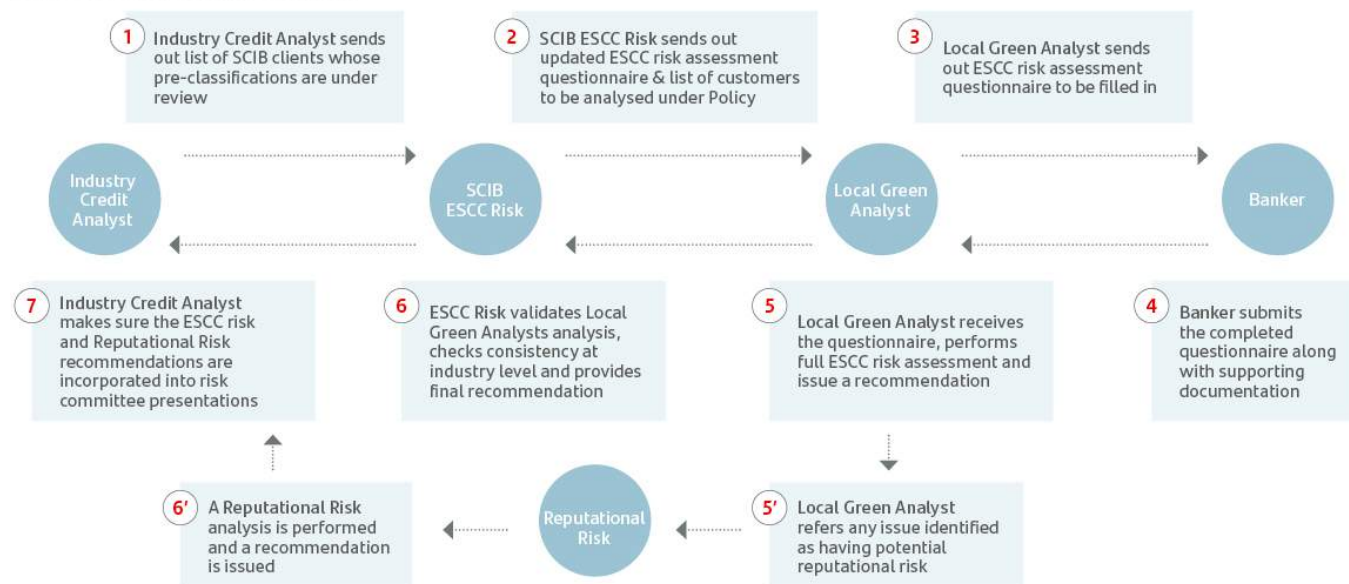 1
Industry Credit Analyst sends
out list of SCIB clients whose
pre-classifications are under
review
2
SCIB ESCC Risk sends out
updated ESCC risk assessment
questionnaire & list of customers
to be analysed under Policy
3
Local Green Analyst sends
out ESCC risk assessment
questionnaire to be filled in
Industry
Credit
Analyst
SCIB
ESCC Risk
Local Green
Analyst
Banker
7
Industry Credit Analyst
makes sure the ESCC risk
and Reputational Risk
recommendations are
incorporated into risk
committee presentations
6
ESCC Risk validates Local
Green Analysts analysis,
checks consistency at
industry level and provides
final recommendation
5
Local Green Analyst receives
the questionnaire, performs
full ESCC risk assessment and
issue a recommendation
4
Banker submits
the completed
questionnaire along
with supporting
documentation
6'
A Reputational Risk
analysis is performed
and a recommendation
is issued
Reputational
Risk
5'
Local Green Analyst
refers any issue identified
as having potential
reputational risk